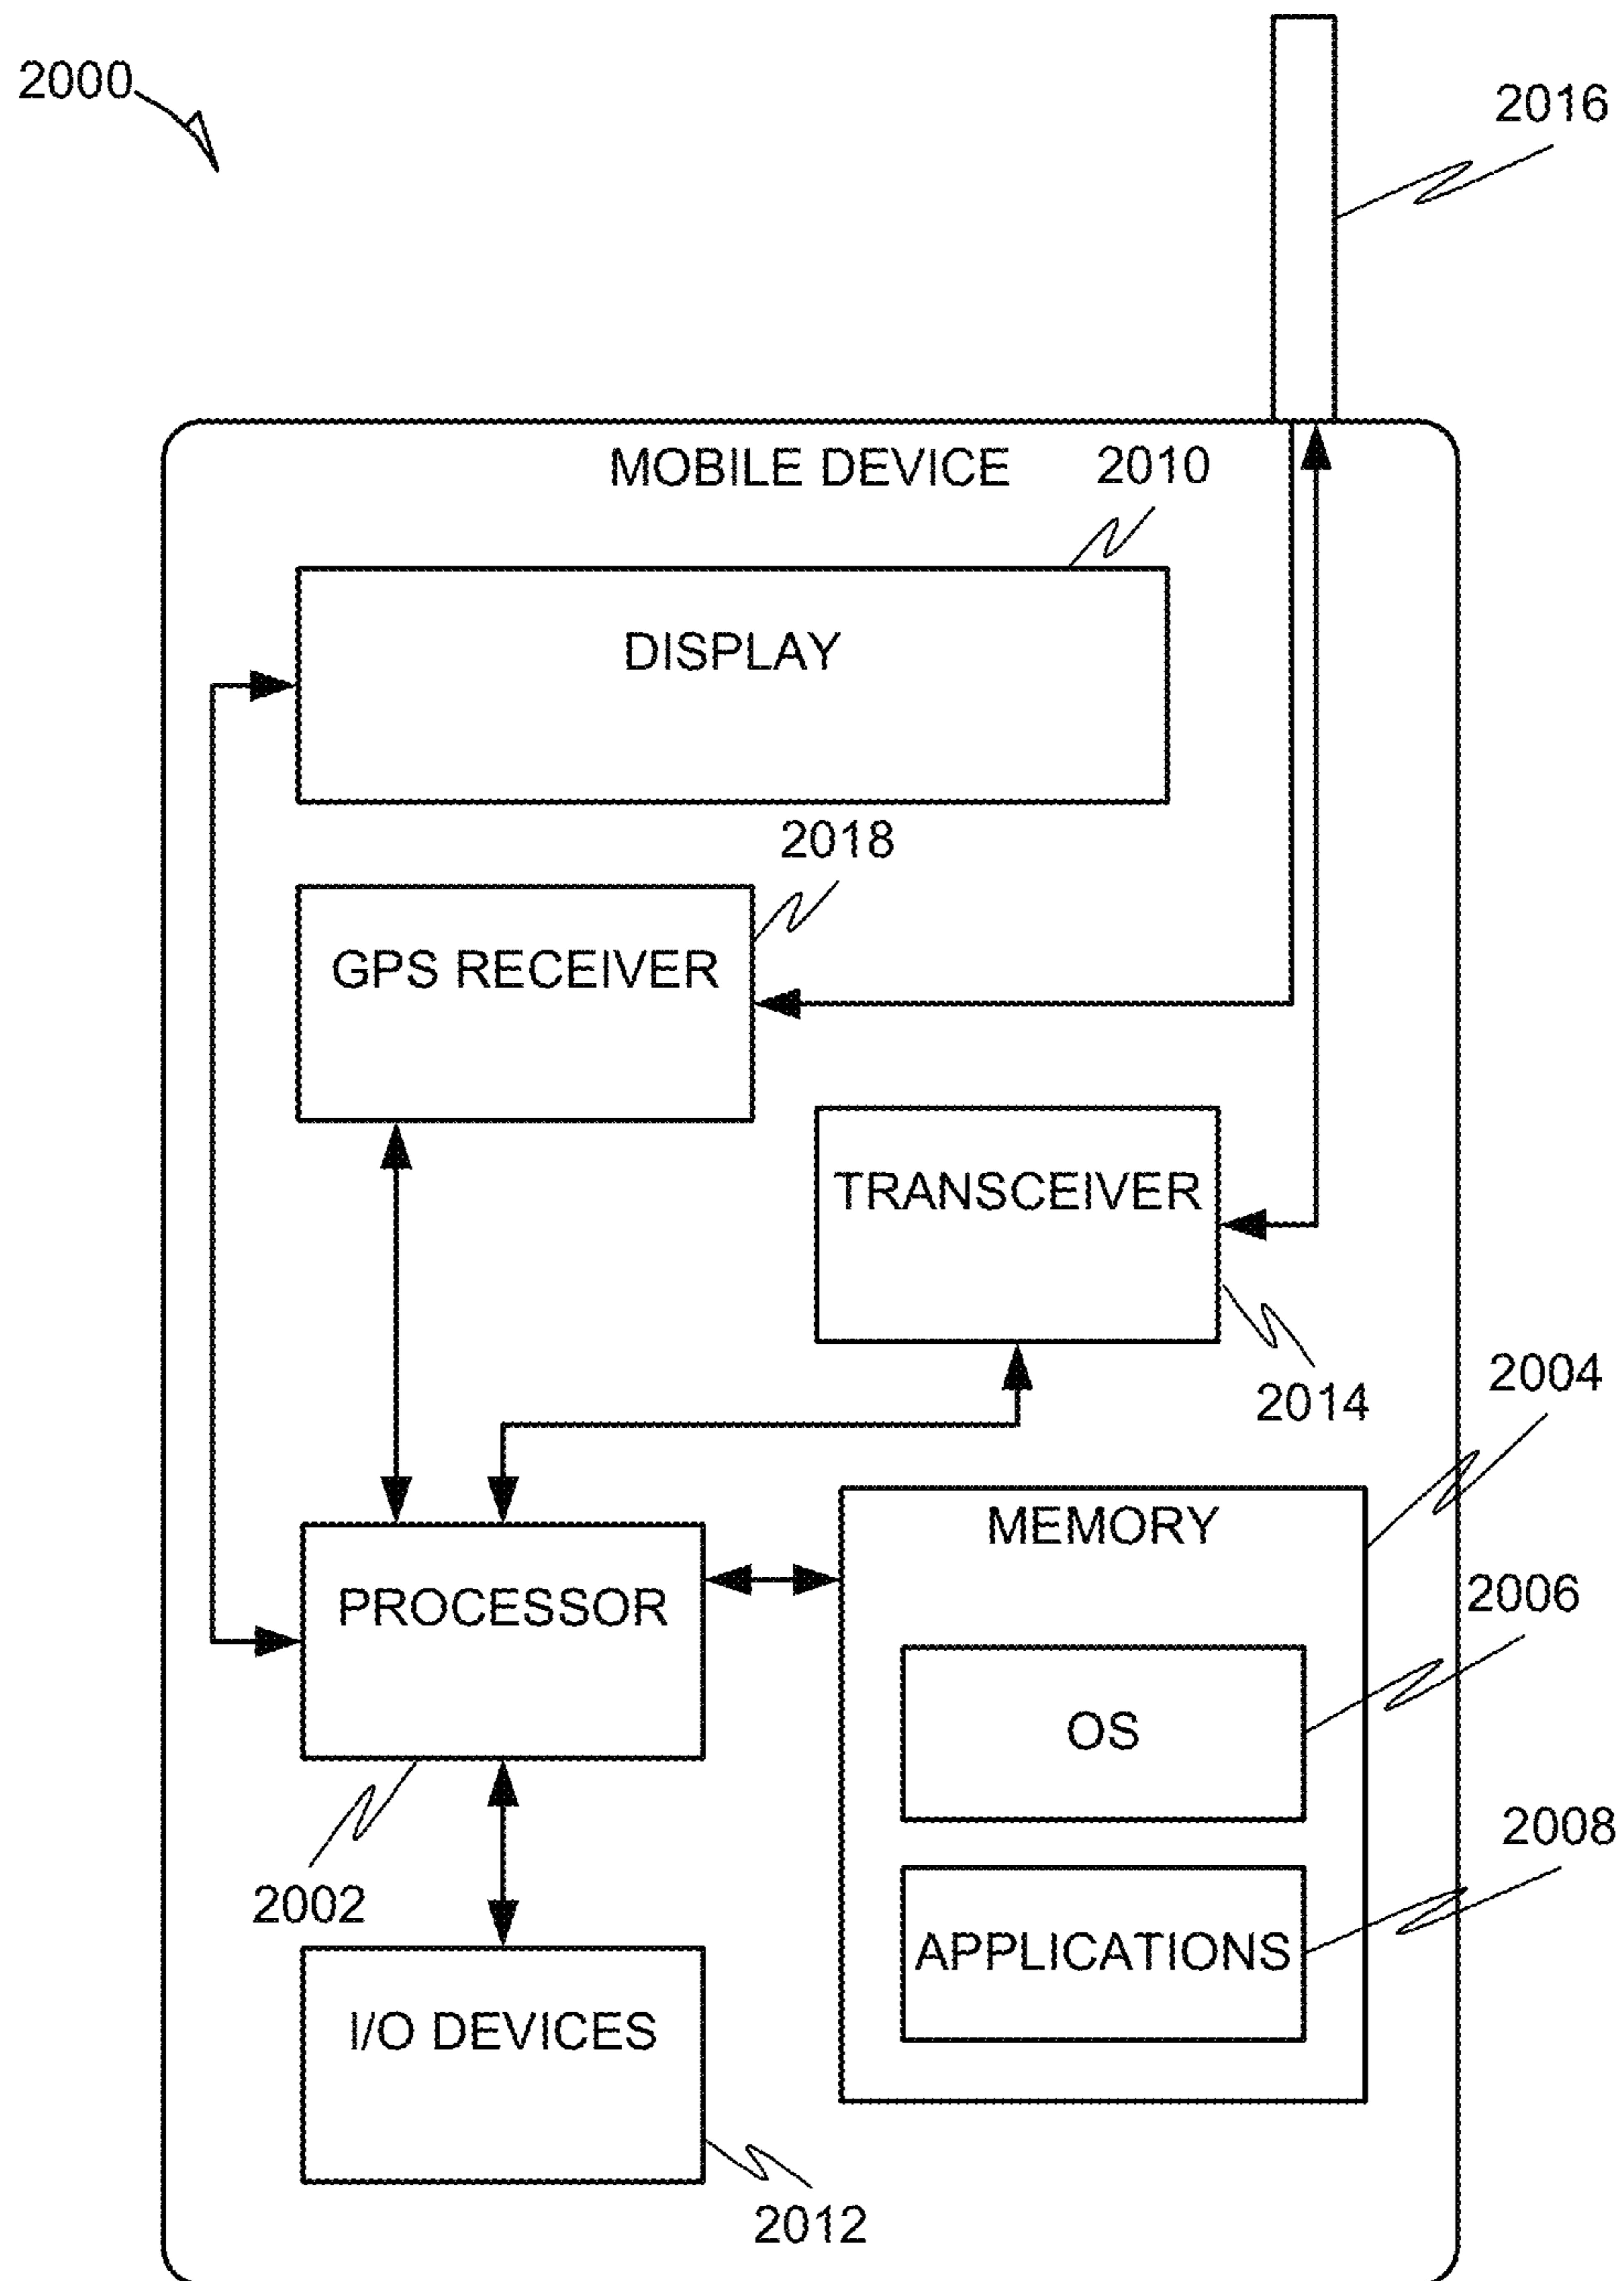 2000
2016
MOBILE DEVICE
2010
DISPLAY
2018
GPS RECEIVER
TRANSCEIVER
2014
2004
MEMORY
2006
PROCESSOR
OS
2008
2002
APPLICATIONS
I/O DEVICES
2012